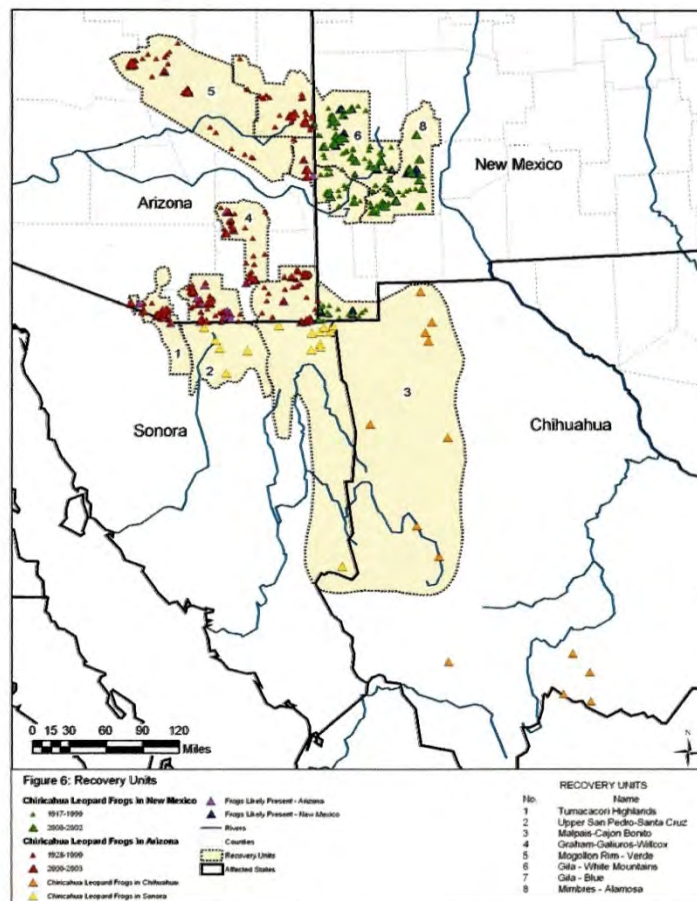 5
6
8
New Mexico
7
Arizona
4
1
2
3
Sonora
Chihuahua
0 15 30 60 90 120
Miles
N
Figure 6: Recovery Units
Chiricahua Leopard Frogs in New Mexico
1917-1999
2000-2002
Chiricahua Leopard Frogs in Arizona
1928-1999
2000-2003
Chiricahua Leopard Frogs in Chihuahua
Chiricahua Leopard Frogs in Sonora
Frogs Likely Present - Arizona
Frogs Likely Present - New Mexico
Rivers
Counties
Recovery Units
Affected States
RECOVERY UNITS
No. Name
1 Tumacacori Highlands
2 Upper San Pedro-Santa Cruz
3 Malpais-Cajon Bonito
4 Graham-Galiuros-Willcox
5 Mogollon Rim - Verde
6 Gila - White Mountains
7 Gila - Blue
8 Mimbres - Alamosa